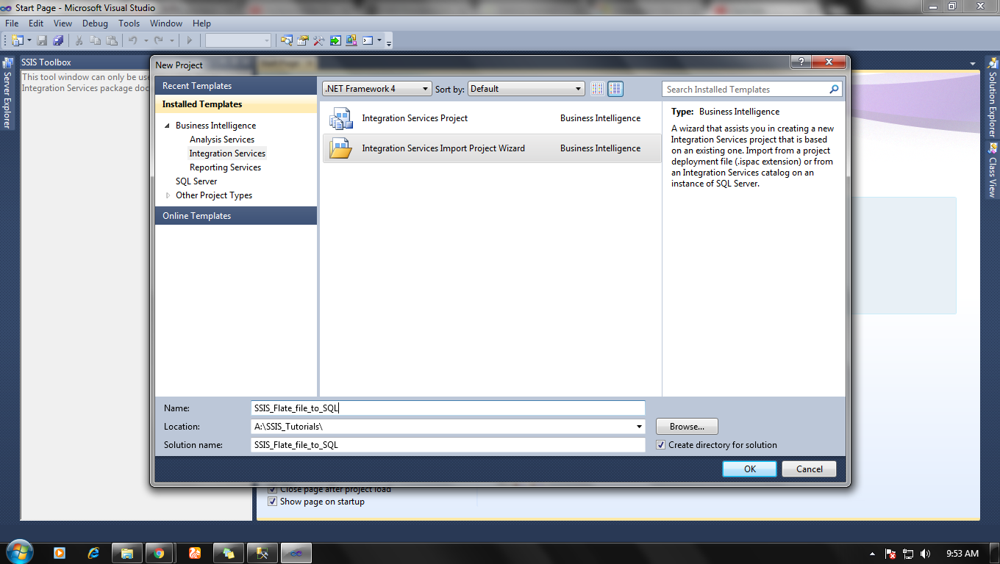 Start Page - Microsoft Visual Studio
File Edit View Debug Tools Window Help
SSIS Toolbox
This tool window can only be use
Integration Services package doc
Server Explorer
Solution Explorer
Class View
New Project
Recent Templates
Installed Templates
Business Intelligence
Analysis Services
Integration Services
Reporting Services
SQL Server
Other Project Types
Online Templates
.NET Framework 4 Sort by: Default
Integration Services Project Business Intelligence
Integration Services Import Project Wizard Business Intelligence
Search Installed Templates
Type: Business Intelligence
A wizard that assists you in creating a new
Integration Services project that is based
on an existing one. Import from a project
deployment file (.ispac extension) or from
an Integration Services catalog on an
instance of SQL Server.
Name: SSIS_Flate_file_to_SQL
Location: A:\SSIS_Tutorials\ Browse...
Solution name: SSIS_Flate_file_to_SQL Create directory for solution
OK Cancel
Close page after project load
Show page on startup
9:53 AM